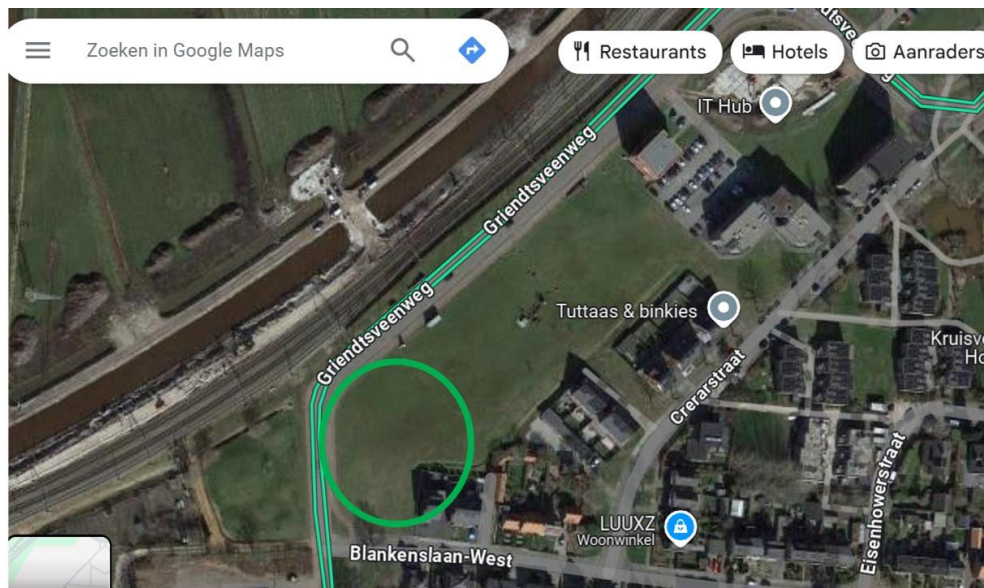 Zoeken in Google Maps
Restaurants
Hotels
Aanraders
IT Hub
Griendtsveenweg
Griendtsveenweg
Tuttaas & binkies
Crerarstraat
Eisenhowerstraat
LUUXZ
Woonwinkel
Blankenslaan-West